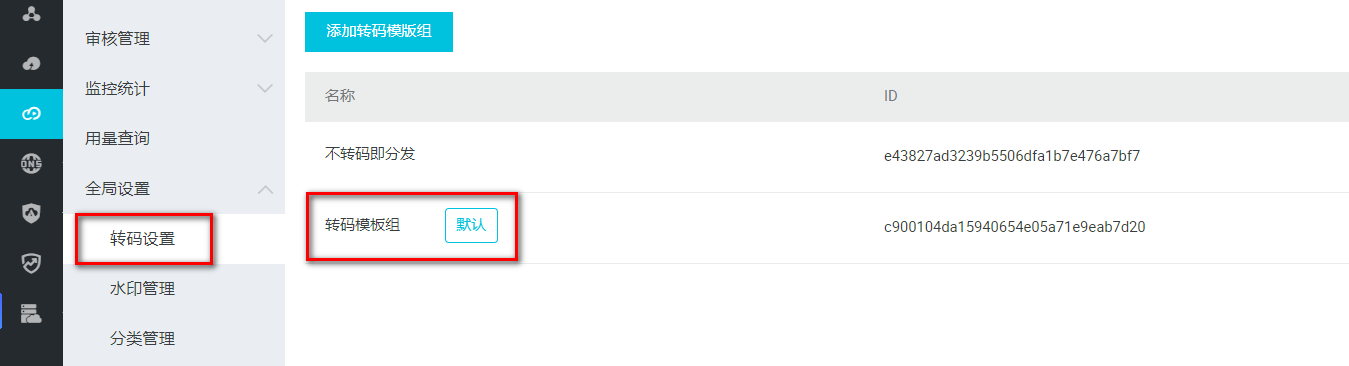 审核管理
监控统计
用量查询
全局设置
转码设置
水印管理
分类管理
DNS
添加转码模版组
名称 ID
不转码即分发 e43827ad3239b5506dfa1b7e476a7bf7
转码模板组 默认 c900104da15940654e05a71e9eab7d20